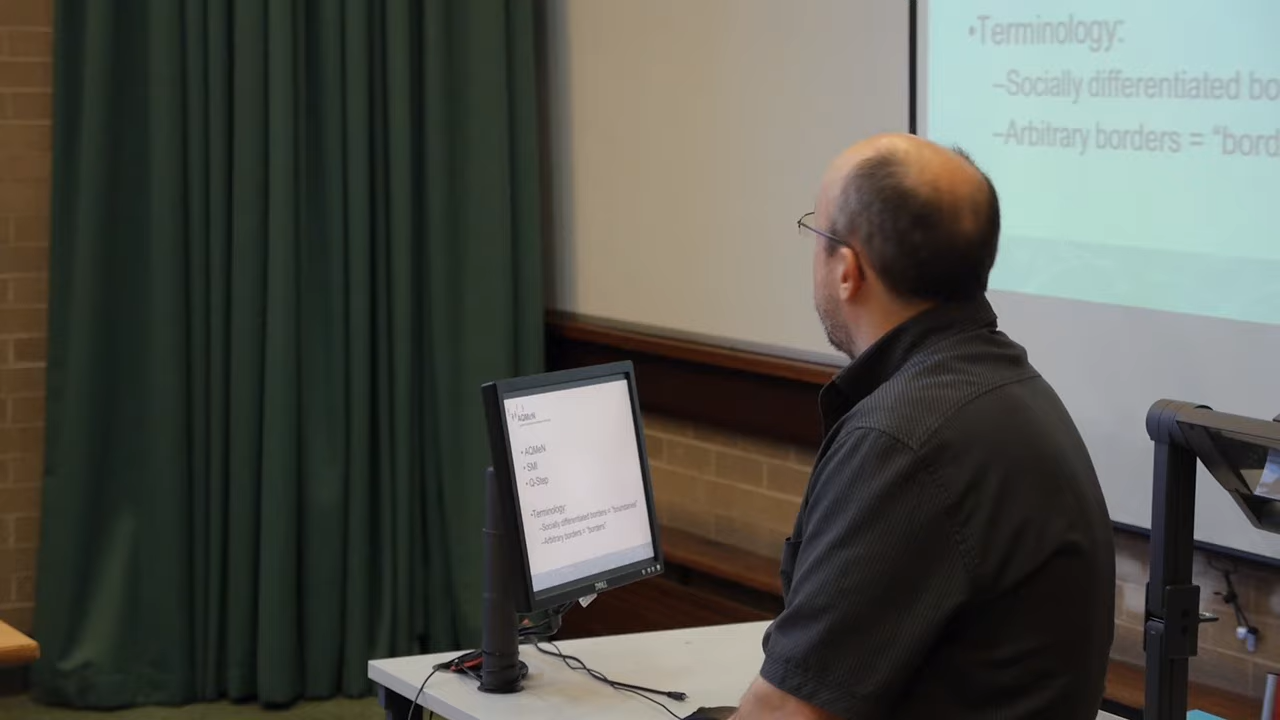 •Terminology:
–Socially differentiated bo
–Arbitrary borders = "bord
AQMeN
• AQMeN
• SMI
• Q-Step
•Terminology:
–Socially differentiated borders = "boundaries"
–Arbitrary borders = "borders"
DELL